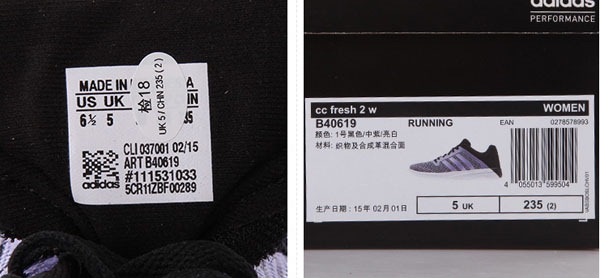 MADE IN
US UK
6½ 5
检18
UK 5 / CHN 235 ( 2 )
CLI 037001 02/15
ART B40619
#111531033
5CR11ZBF00289
adidas
adidas
PERFORMANCE
cc fresh 2 w
WOMEN
B40619
RUNNING
EAN
0278578993
颜色: 1号黑色/中紫/亮白
材料: 织物及合成革混合面
4 055013 599504
生产日期: 15年 02月 01日
5 UK
235 (2)